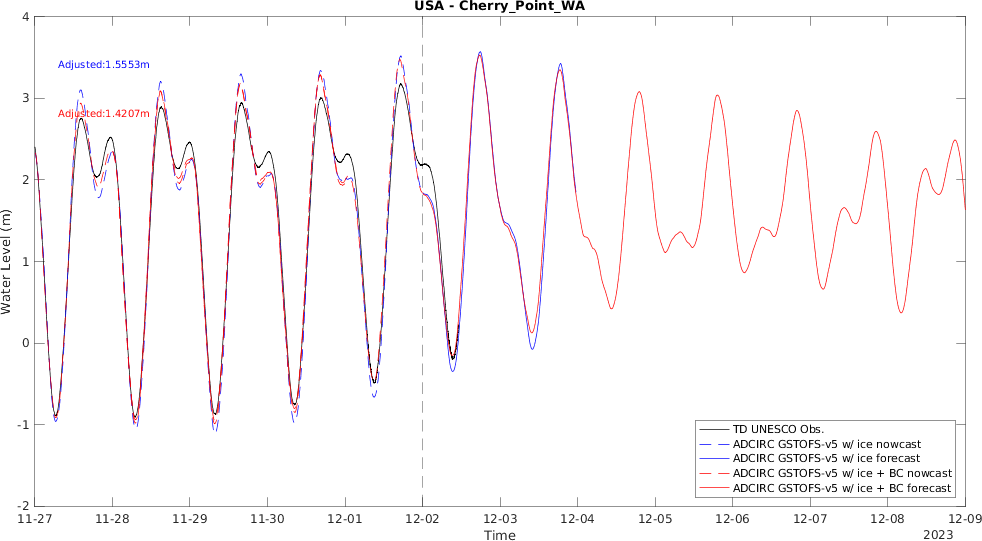 USA - Cherry_Point_WA
Adjusted:1.5553m
Adjusted:1.4207m
4
3
2
1
0
-1
-2
Water Level (m)
TD UNESCO Obs.
ADCIRC GSTOFS-v5 w/ ice nowcast
ADCIRC GSTOFS-v5 w/ ice forecast
ADCIRC GSTOFS-v5 w/ ice + BC nowcast
ADCIRC GSTOFS-v5 w/ ice + BC forecast
11-27 11-28 11-29 11-30 12-01 12-02 12-03 12-04 12-05 12-06 12-07 12-08 12-09
Time
2023